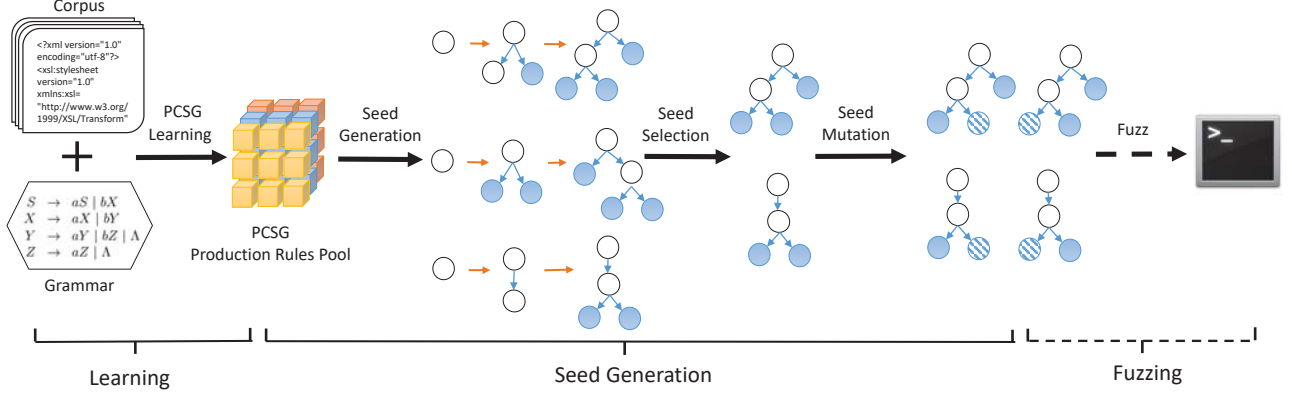 Corpus
<?xml version="1.0"
encoding="utf-8"?>
<xsl:stylesheet
version="1.0"
xmlns:xsl=
"http://www.w3.org/
1999/XSL/Transform"
S → aS | bX
X → aX | bY
Y → aY | bZ | Λ
Z → aZ | Λ
Grammar
PCSG
Learning
PCSG
Production Rules Pool
Seed
Generation
Seed
Selection
Seed
Mutation
Fuzz
>_
Learning
Seed Generation
Fuzzing